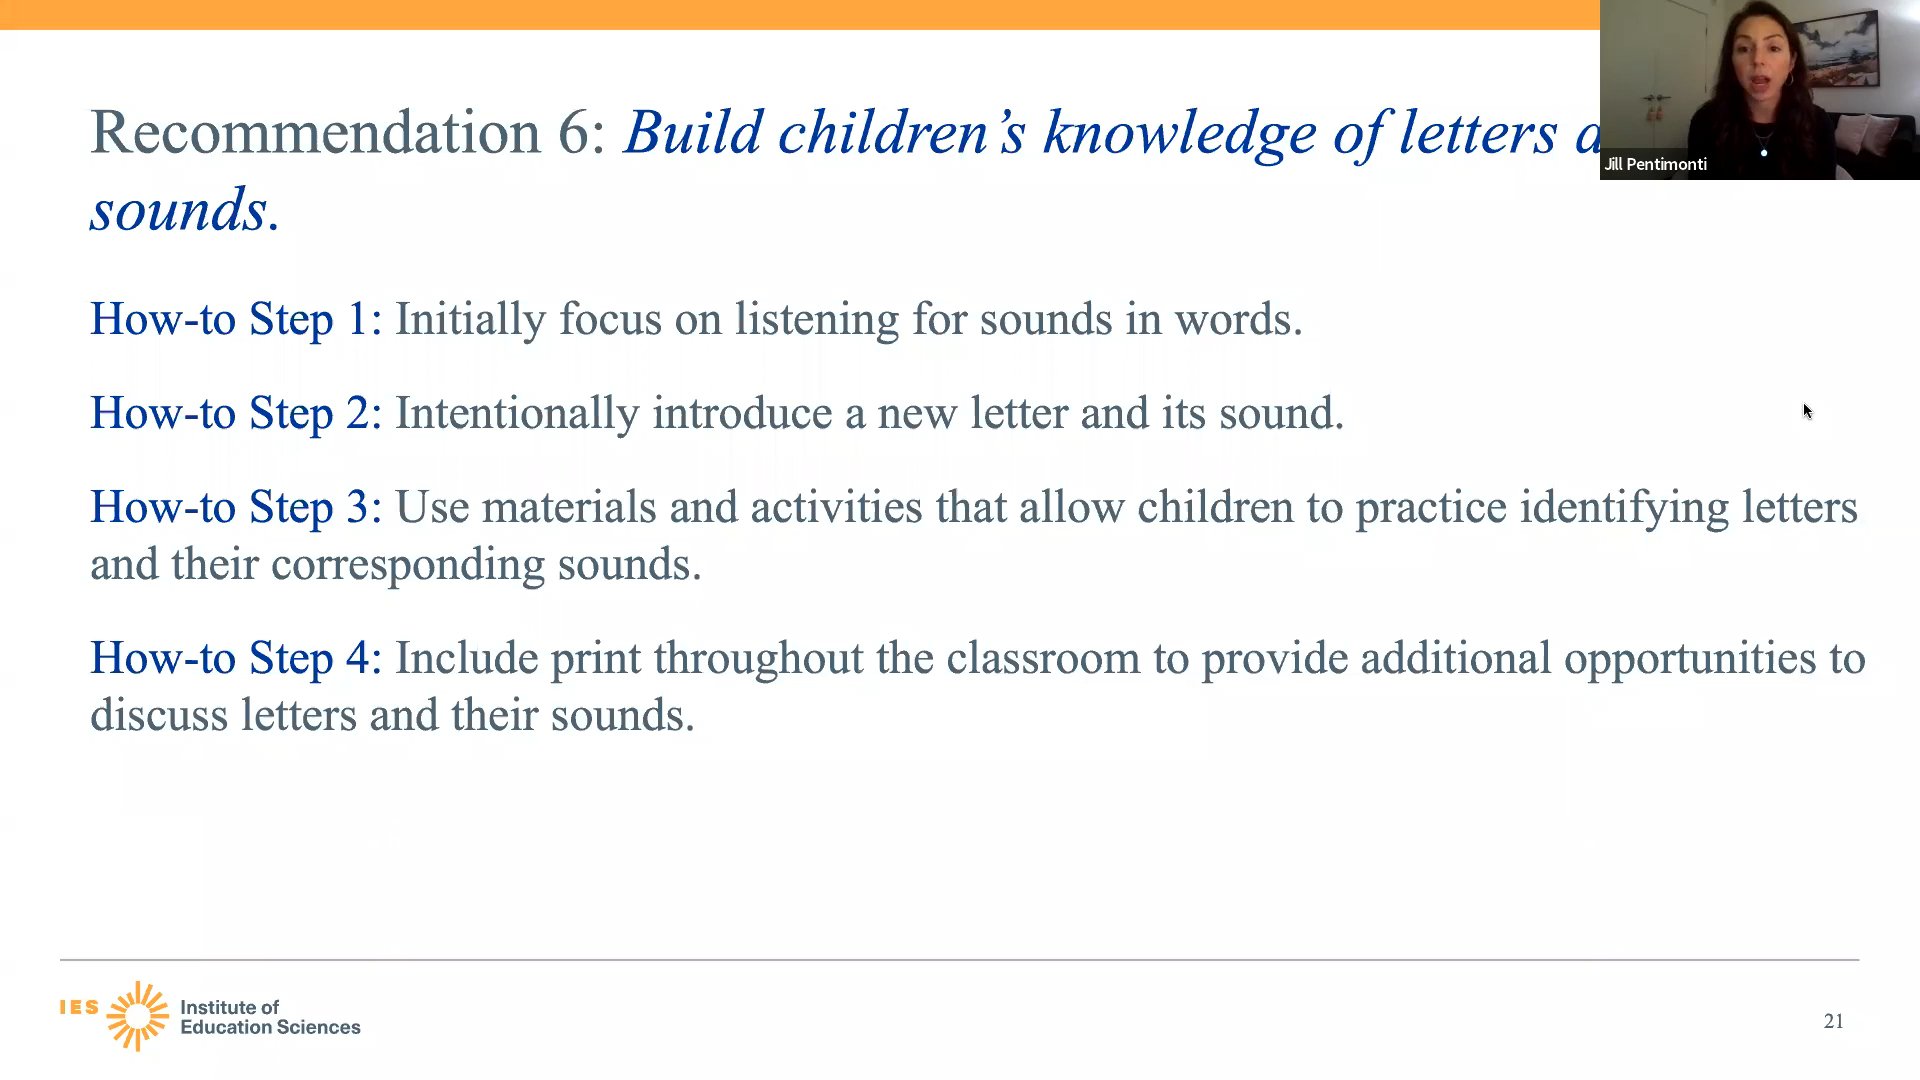 Recommendation 6: Build children’s knowledge of letters
sounds.
How-to Step 1: Initially focus on listening for sounds in words.
How-to Step 2: Intentionally introduce a new letter and its sound.
How-to Step 3: Use materials and activities that allow children to practice identifying letters
and their corresponding sounds.
How-to Step 4: Include print throughout the classroom to provide additional opportunities to
discuss letters and their sounds.
Jill Pentimonti
IES
Institute of
Education Sciences
21